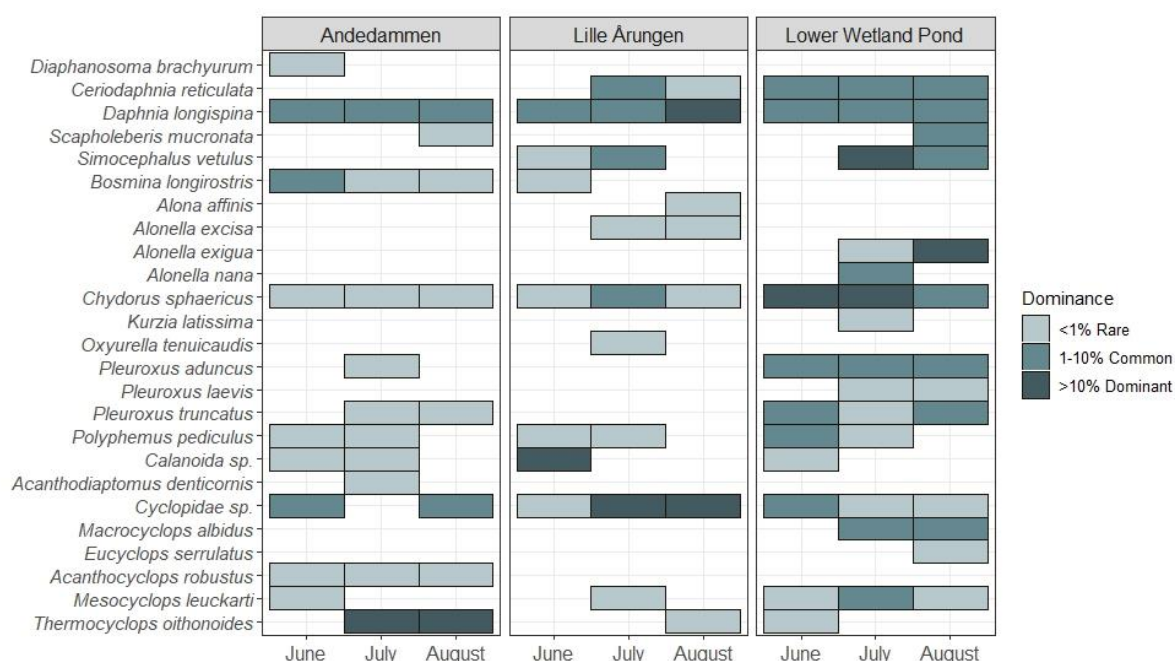 Andedammen Lille Årungen Lower Wetland Pond
Diaphanosoma brachyurum
Ceriodaphnia reticulata
Daphnia longispina
Scapholeberis mucronata
Simocephalus vetulus
Bosmina longirostris
Alona affinis
Alonella excisa
Alonella exigua
Alonella nana
Chydorus sphaericus
Kurzia latissima
Oxyurella tenuicaudis
Pleuroxus aduncus
Pleuroxus laevis
Pleuroxus truncatus
Polyphemus pediculus
Calanoida sp.
Acanthodiaptomus denticornis
Cyclopidae sp.
Macrocyclops albidus
Eucyclops serrulatus
Acanthocyclops robustus
Mesocyclops leuckarti
Thermocyclops oithonoides
June July August June July August June July August
Dominance
<1% Rare
1-10% Common
>10% Dominant